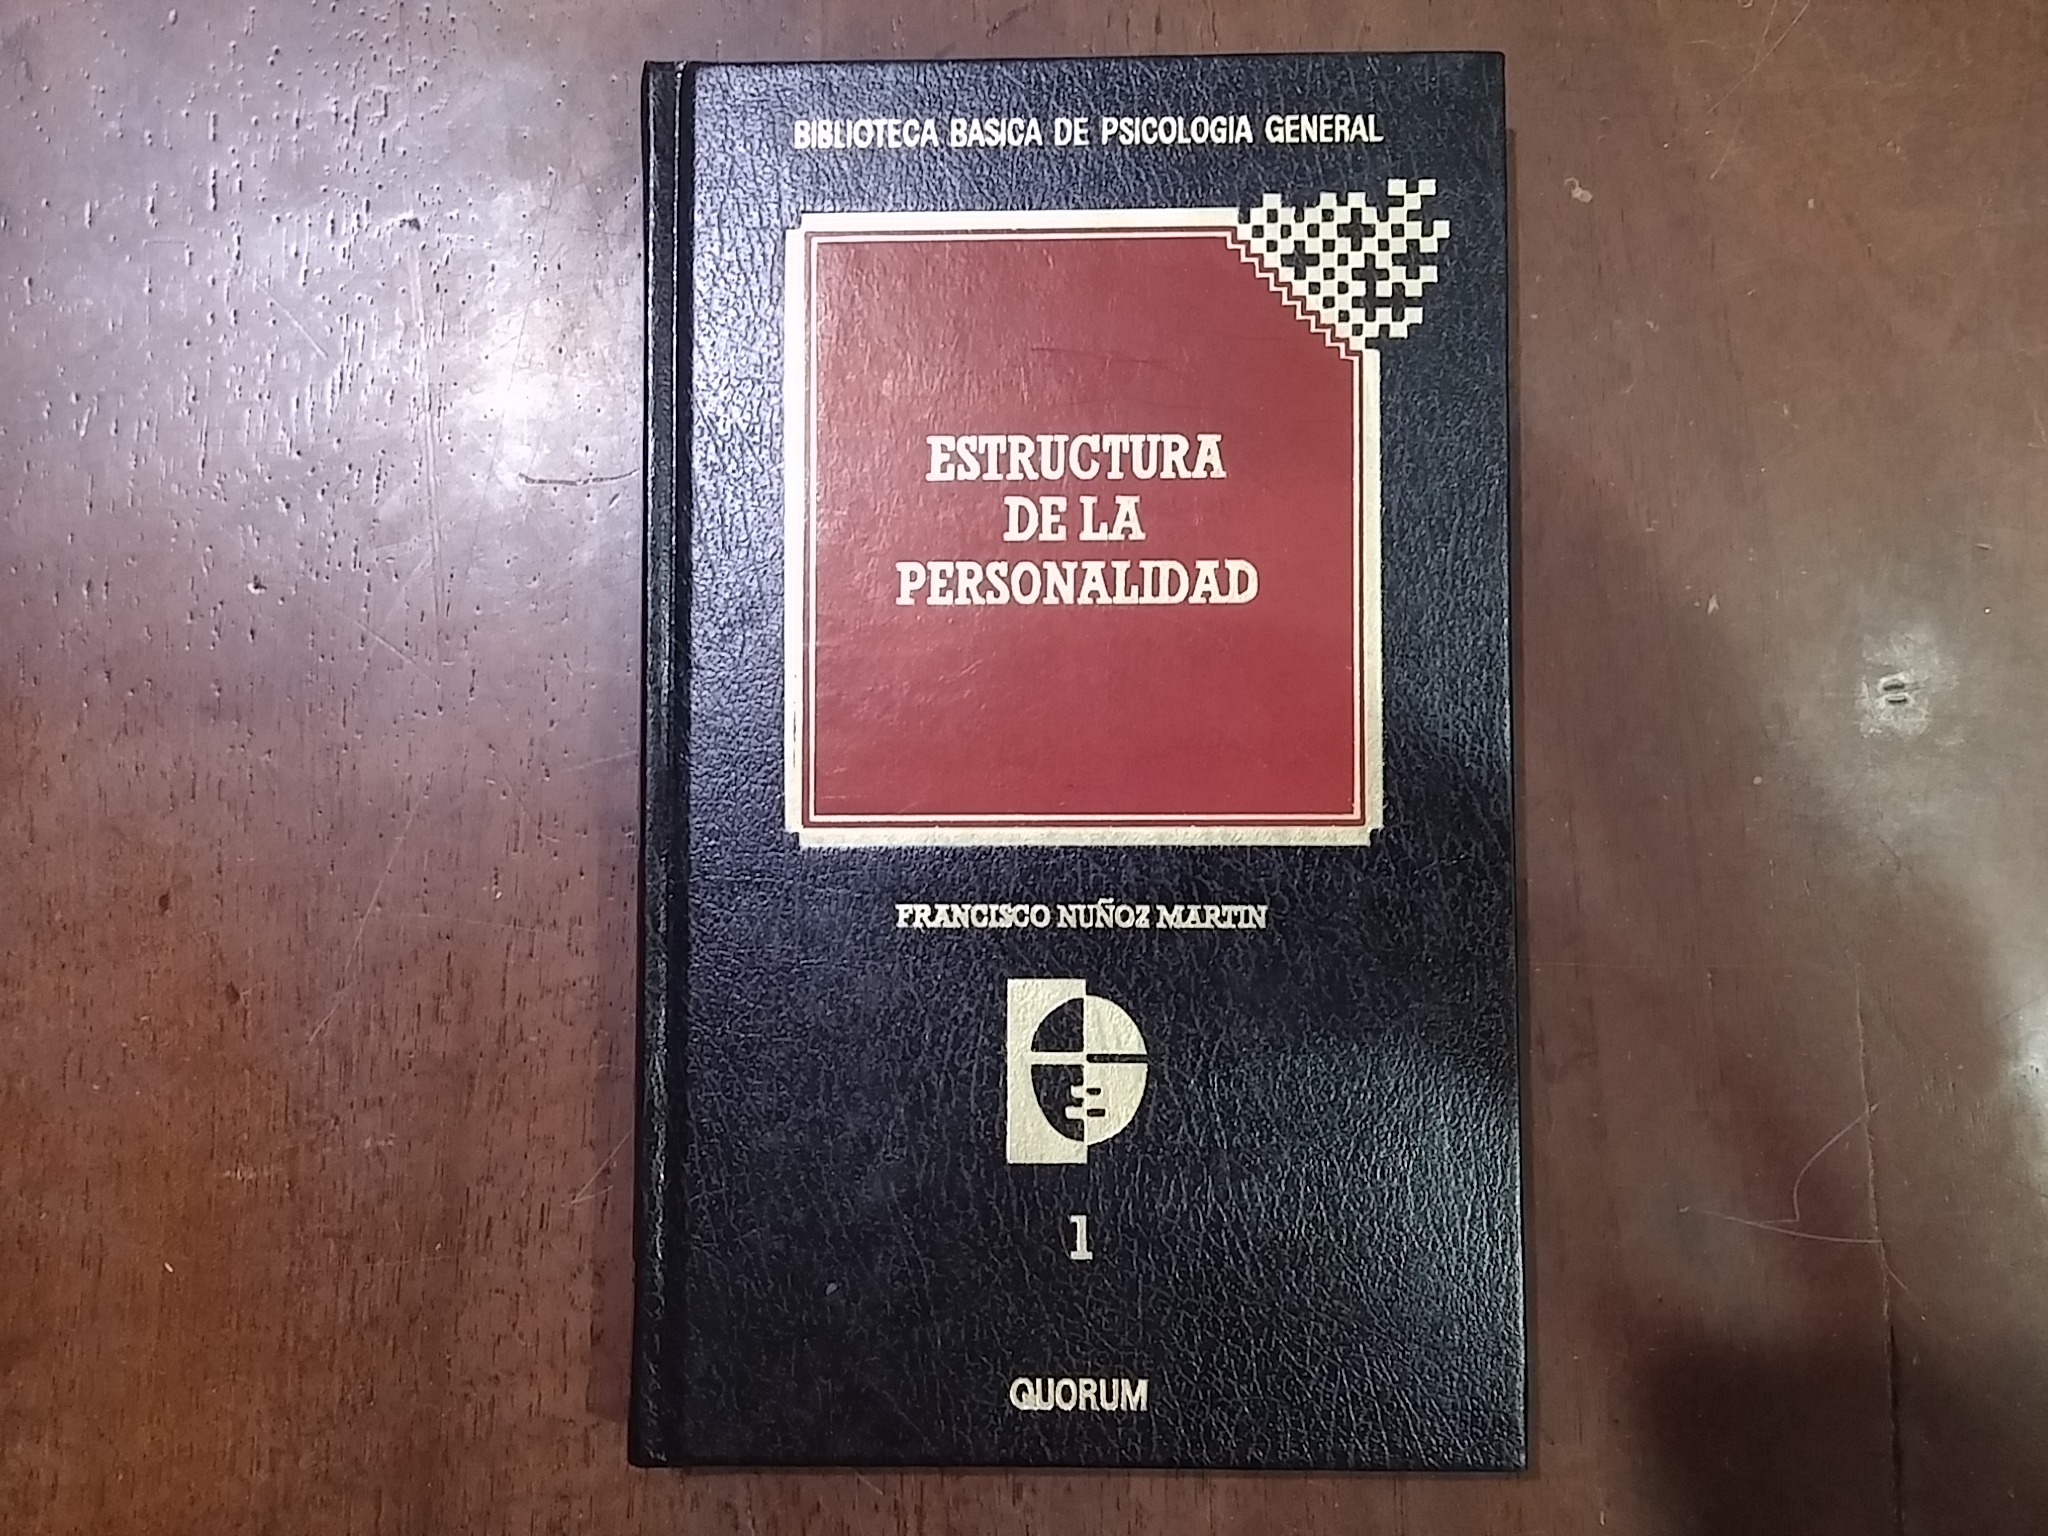 BIBLIOTECA BASICA DE PSICOLOGIA GENERAL
ESTRUCTURA
DE LA
PERSONALIDAD
FRANCISCO NUÑOZ MARTIN
1
QUORUM